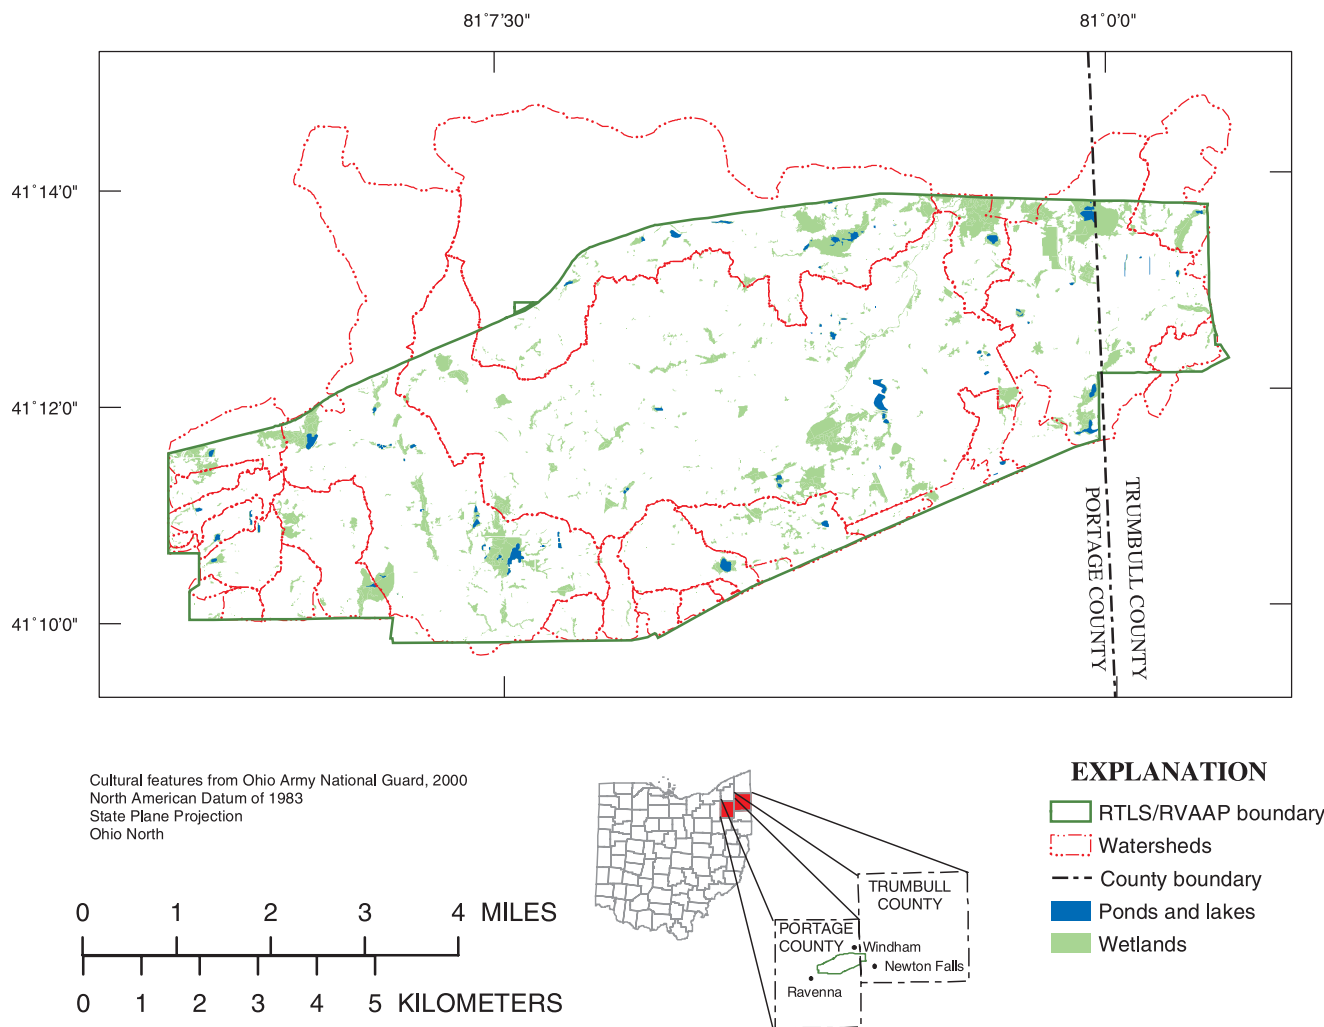 81°7'30"
81°0'0"
41°14'0"
41°12'0"
41°10'0"
TRUMBULL COUNTY
PORTAGE COUNTY
Cultural features from Ohio Army National Guard, 2000
North American Datum of 1983
State Plane Projection
Ohio North
0 1 2 3 4 MILES
0 1 2 3 4 5 KILOMETERS
TRUMBULL
COUNTY
PORTAGE
COUNTY
Windham
Newton Falls
Ravenna
EXPLANATION
RTLS/RVAAP boundary
Watersheds
County boundary
Ponds and lakes
Wetlands